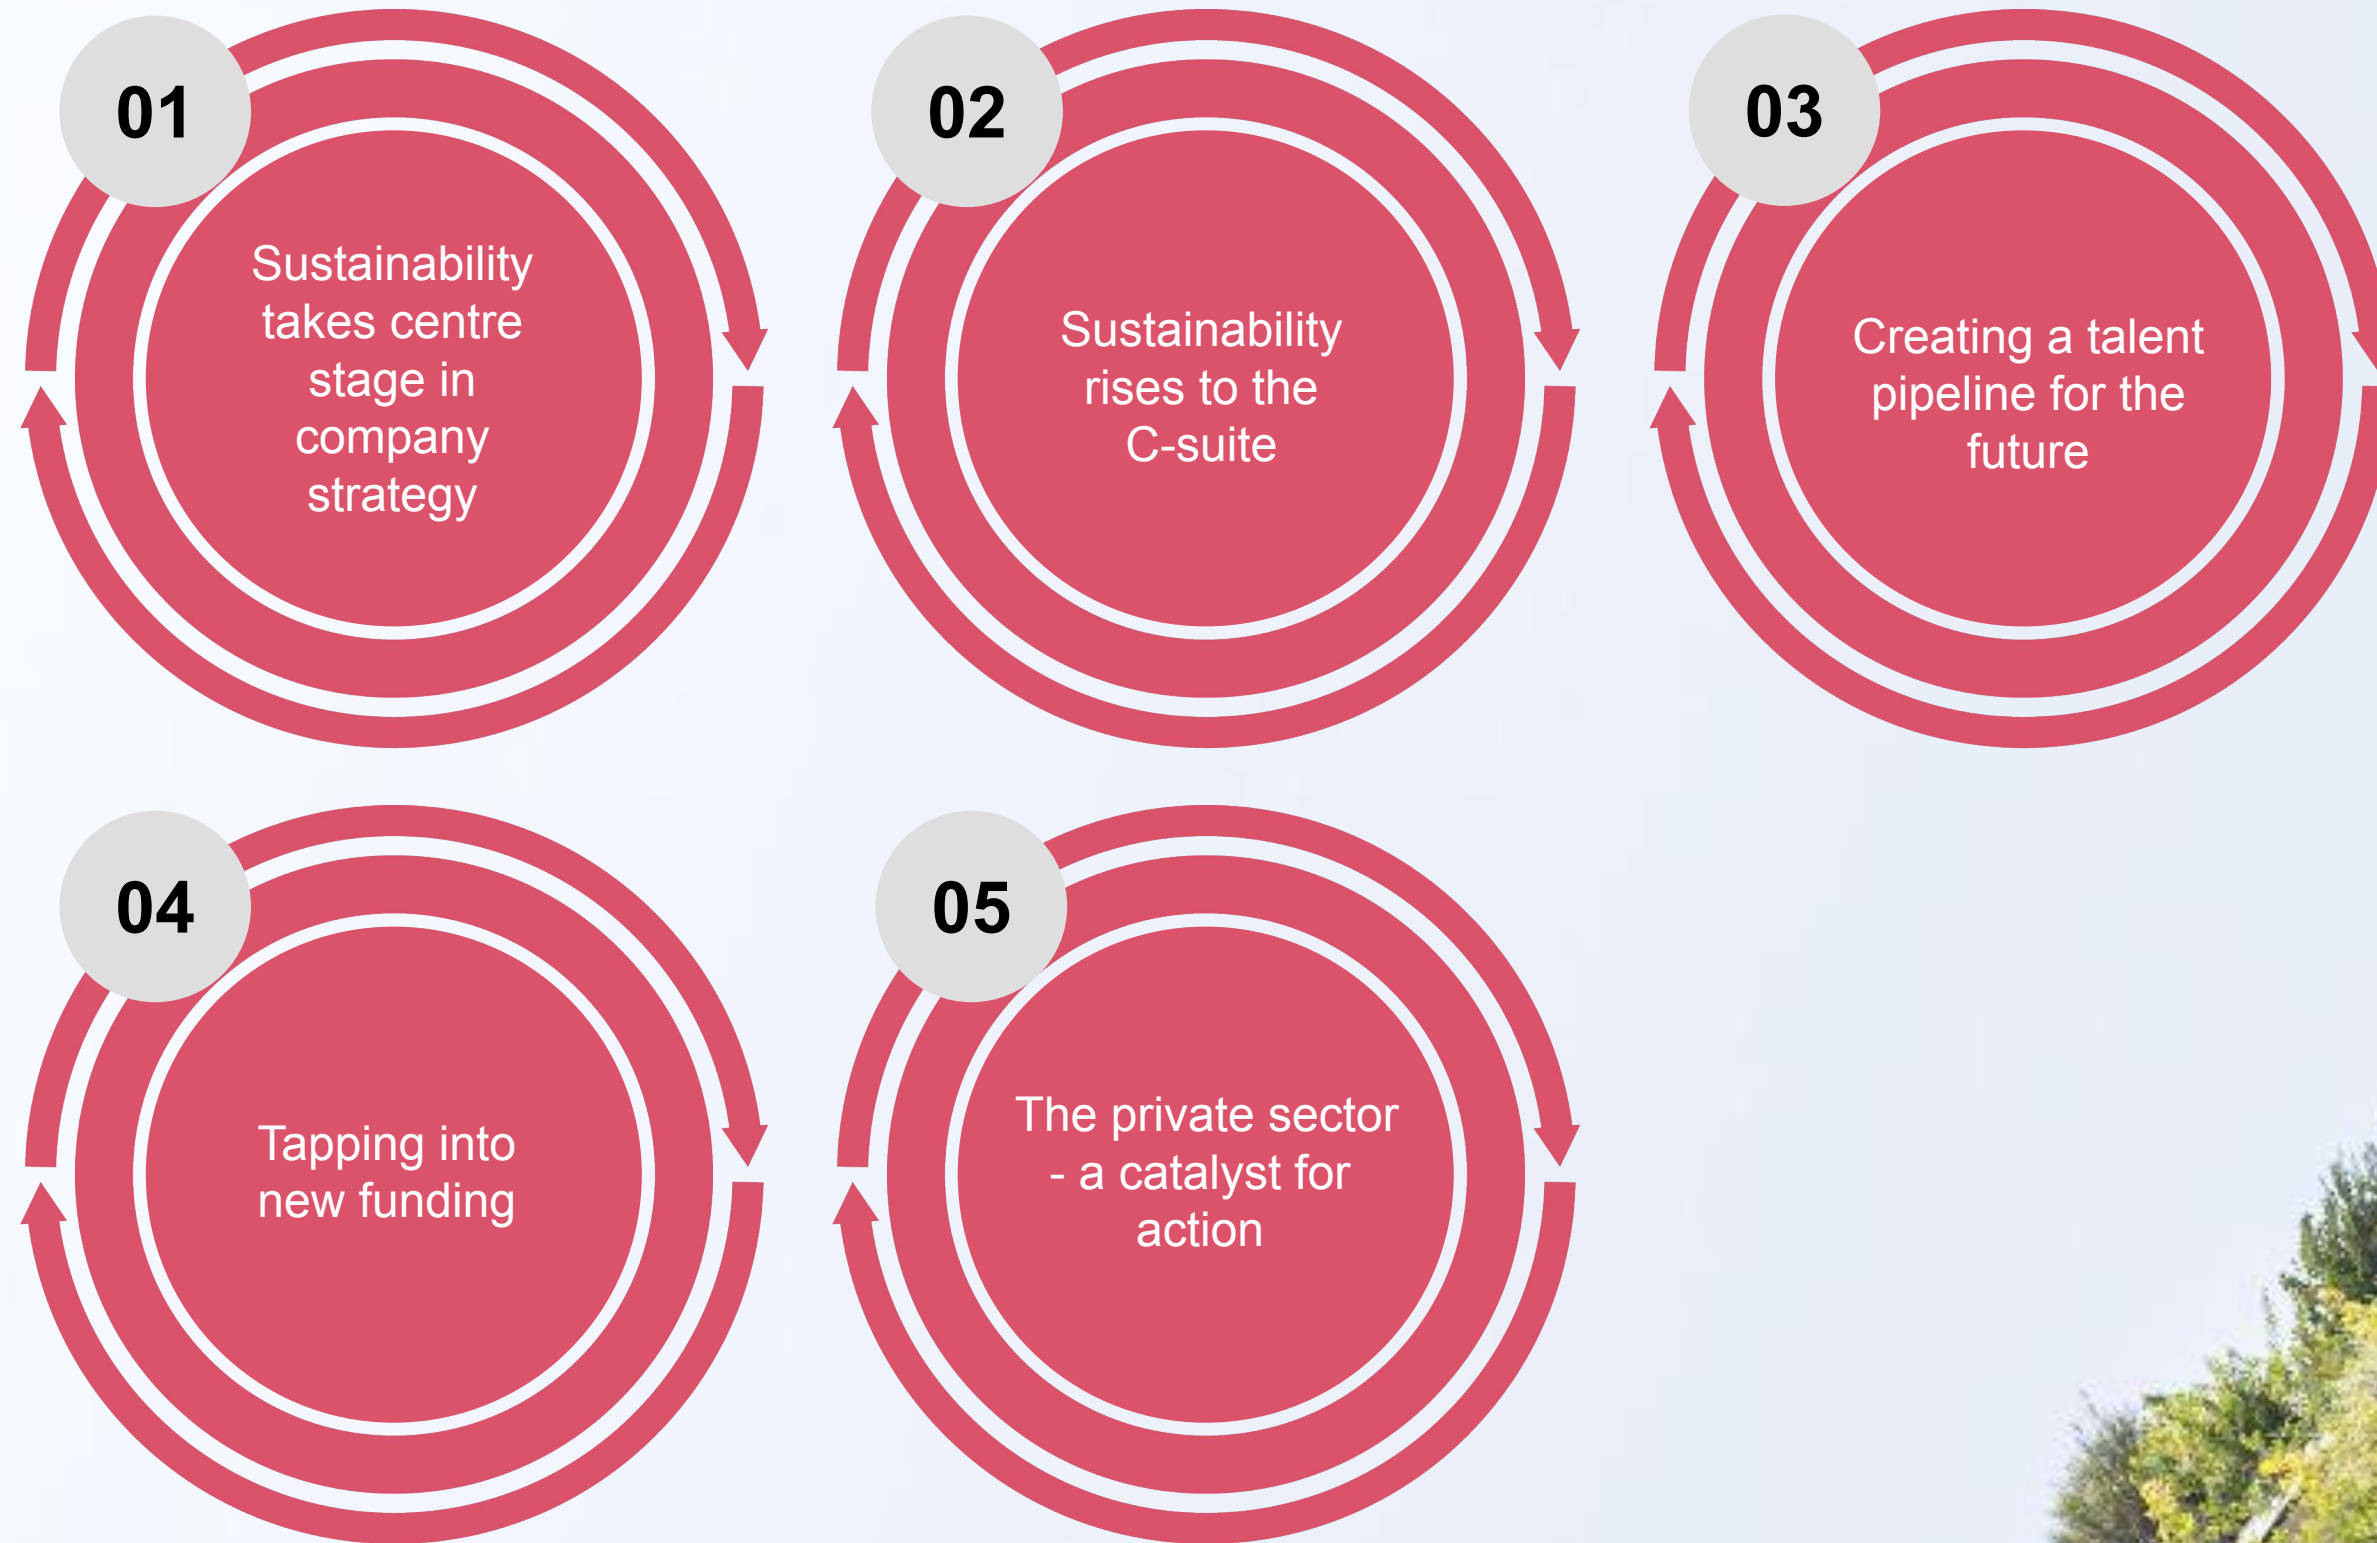 01
Sustainability
takes centre
stage in
company
strategy
02
Sustainability
rises to the
C-suite
03
Creating a talent
pipeline for the
future
04
Tapping into
new funding
05
The private sector
- a catalyst for
action